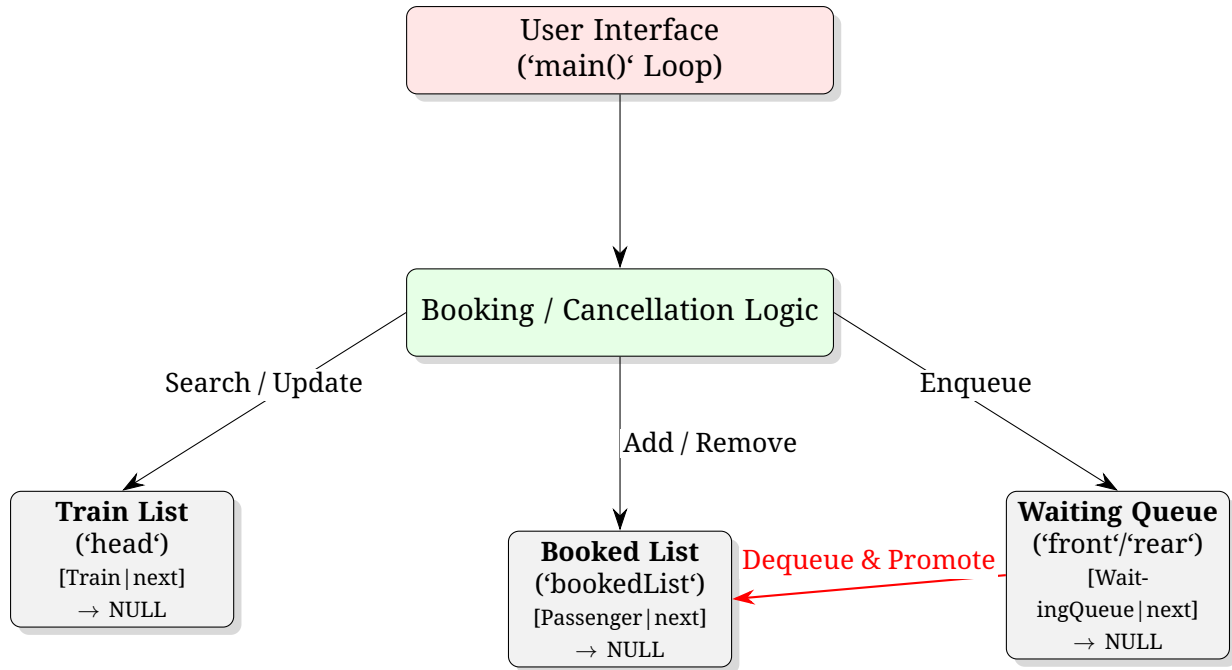 User Interface
(‘main()‘ Loop)
Booking / Cancellation Logic
Search / Update
Enqueue
Add / Remove
Train List
(‘head‘)
[Train|next]
→ NULL
Booked List
(‘bookedList‘)
[Passenger|next]
→ NULL
Dequeue & Promote
Waiting Queue
(‘front‘/‘rear‘)
[Wait-
ingQueue|next]
→ NULL